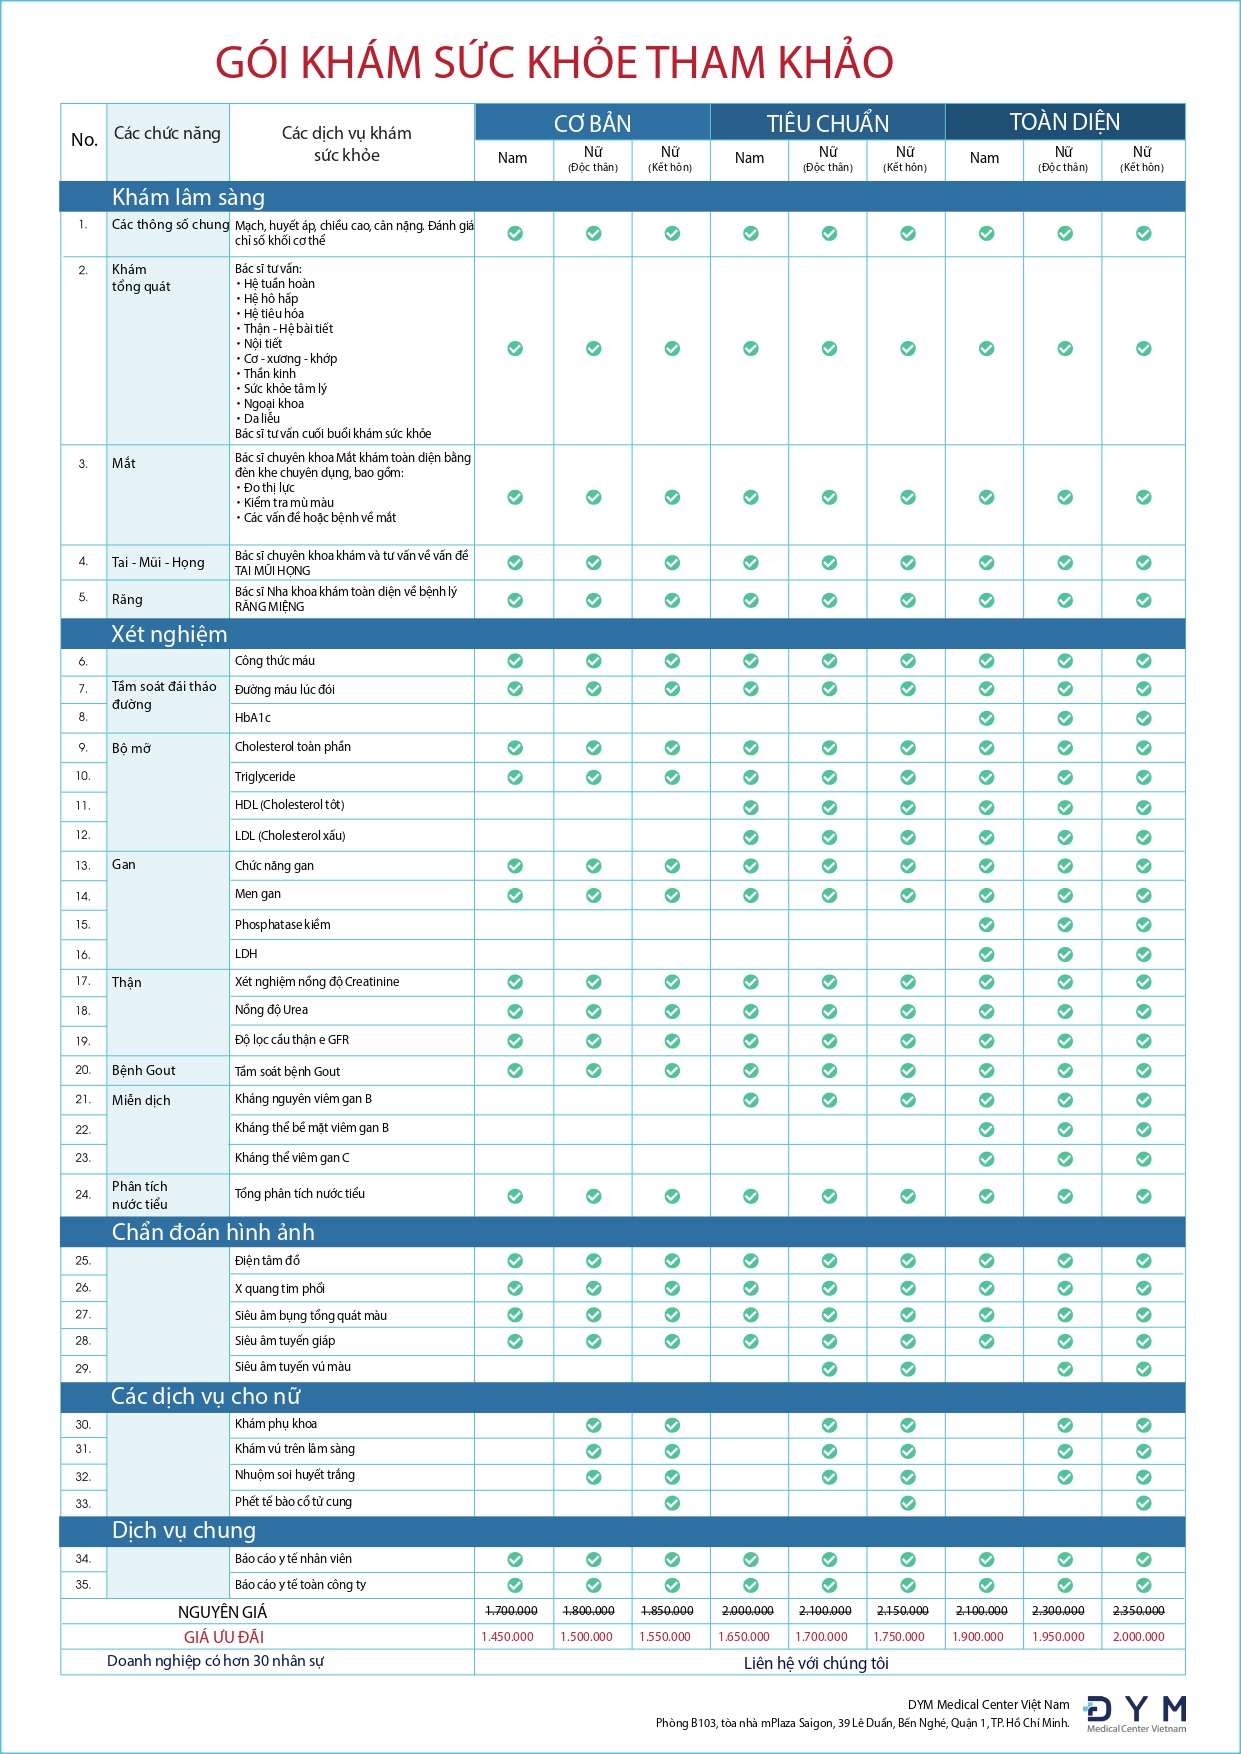 GÓI KHÁM SỨC KHỎE THAM KHẢO
No. Các chức năng Các dịch vụ khám sức khỏe CƠ BẢN TIÊU CHUẨN TOÀN DIỆN
Nam Nữ (Độc thân) Nữ (Kết hôn) Nam Nữ (Độc thân) Nữ (Kết hôn) Nam Nữ (Độc thân) Nữ (Kết hôn)
Khám lâm sàng
1. Các thông số chung Mạch, huyết áp, chiều cao, cân nặng. Đánh giá
chỉ số khối cơ thể
2. Khám
tổng quát
Bác sĩ tư vấn:
• Hệ tuần hoàn
• Hệ hô hấp
• Hệ tiêu hóa
• Thận - Hệ bài tiết
• Nội tiết
• Cơ - xương - khớp
• Thần kinh
• Sức khỏe tâm lý
• Ngoại khoa
• Da liễu
Bác sĩ tư vấn cuối buổi khám sức khỏe
3. Mắt
Bác sĩ chuyên khoa Mắt khám toàn diện bằng
đèn khe chuyên dụng, bao gồm:
• Đo thị lực
• Kiểm tra mù màu
• Các vấn đề hoặc bệnh về mắt
4. Tai - Mũi - Họng Bác sĩ chuyên khoa khám và tư vấn về vấn đề
TAI MŨI HỌNG
5. Răng Bác sĩ Nha khoa khám toàn diện về bệnh lý
RĂNG MIỆNG
Xét nghiệm
6. Công thức máu
7. Tầm soát đái tháo
đường
Đường máu lúc đói
8. HbA1c
9. Bộ mỡ Cholesterol toàn phần
10. Triglyceride
11. HDL (Cholesterol tốt)
12. LDL (Cholesterol xấu)
13. Gan Chức năng gan
14. Men gan
15. Phosphatase kiềm
16. LDH
17. Thận Xét nghiệm nồng độ Creatinine
18. Nồng độ Urea
19. Độ lọc cầu thận e GFR
20. Bệnh Gout Tầm soát bệnh Gout
21. Miễn dịch Kháng nguyên viêm gan B
22. Kháng thể bề mặt viêm gan B
23. Kháng thể viêm gan C
24. Phân tích
nước tiểu
Tổng phân tích nước tiểu
Chẩn đoán hình ảnh
25. Điện tâm đồ
26. X quang tim phổi
27. Siêu âm bụng tổng quát màu
28. Siêu âm tuyến giáp
29. Siêu âm tuyến vú màu
Các dịch vụ cho nữ
30. Khám phụ khoa
31. Khám vú trên lâm sàng
32. Nhuộm soi huyết trắng
33. Phết tế bào cổ tử cung
Dịch vụ chung
34. Báo cáo y tế nhân viên
35. Báo cáo y tế toàn công ty
NGUYÊN GIÁ 1.700.000 1.800.000 1.850.000 2.000.000 2.100.000 2.150.000 2.100.000 2.300.000 2.350.000
GIÁ ƯU ĐÃI 1.450.000 1.500.000 1.550.000 1.650.000 1.700.000 1.750.000 1.900.000 1.950.000 2.000.000
Doanh nghiệp có hơn 30 nhân sự Liên hệ với chúng tôi
DYM Medical Center Việt Nam
Phòng B103, tòa nhà mPlaza Saigon, 39 Lê Duẩn, Bến Nghé, Quận 1, TP. Hồ Chí Minh.
DYM
Medical Center Vietnam